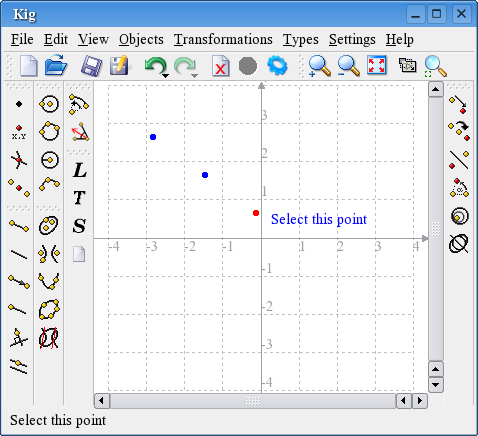 Kig
File Edit View Objects Transformations Types Settings Help
X,Y
L
T
S
3
2
1
Select this point
-4 -3 -2 -1 1 2 3 4
-1
-2
-3
-4
Select this point